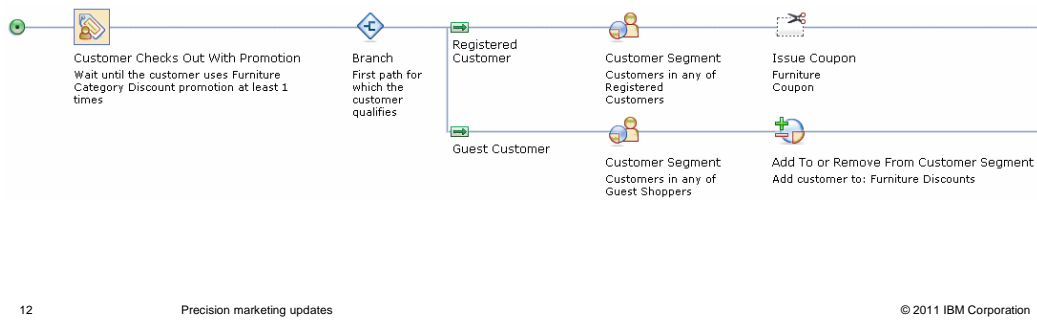 Customer Checks Out With Promotion
Wait until the customer uses Furniture
Category Discount promotion at least 1
times
Branch
First path for
which the
customer
qualifies
Registered
Customer
Customer Segment
Customers in any of
Registered
Customers
Issue Coupon
Furniture
Coupon
Guest Customer
Customer Segment
Customers in any of
Guest Shoppers
Add To or Remove From Customer Segment
Add customer to: Furniture Discounts
12
Precision marketing updates
© 2011 IBM Corporation